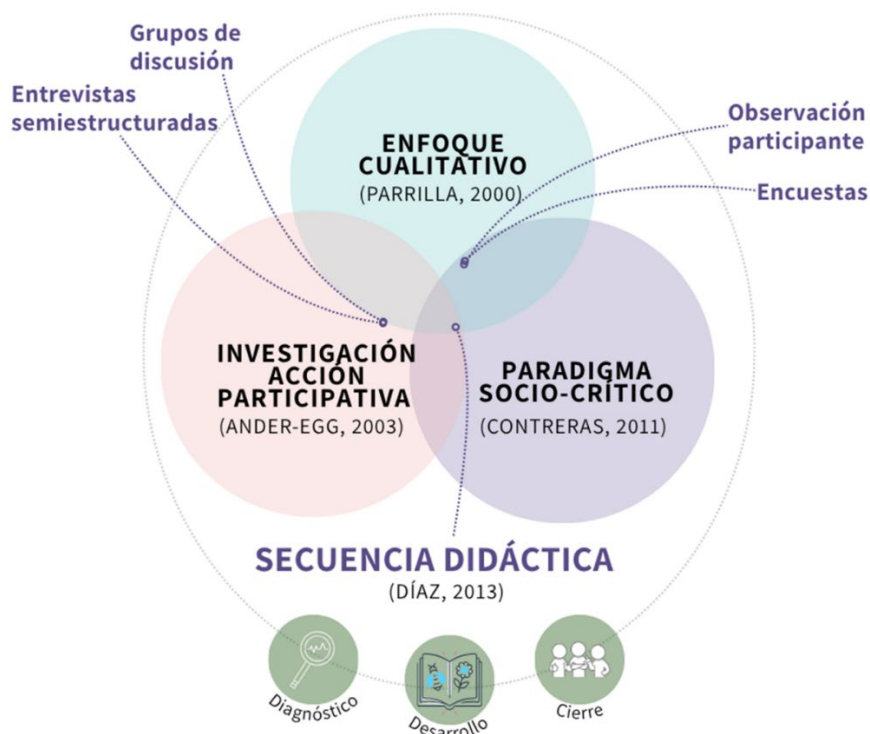 Grupos de
discusión
Entrevistas
semiestructuradas
Observación
participante
Encuestas
ENFOQUE
CUALITATIVO
(PARRILLA, 2000)
INVESTIGACIÓN
ACCIÓN
PARTICIPATIVA
(ANDER-EGG, 2003)
PARADIGMA
SOCIO-CRÍTICO
(CONTRERAS, 2011)
SECUENCIA DIDÁCTICA
(DÍAZ, 2013)
Diagnóstico
Desarrollo
Cierre